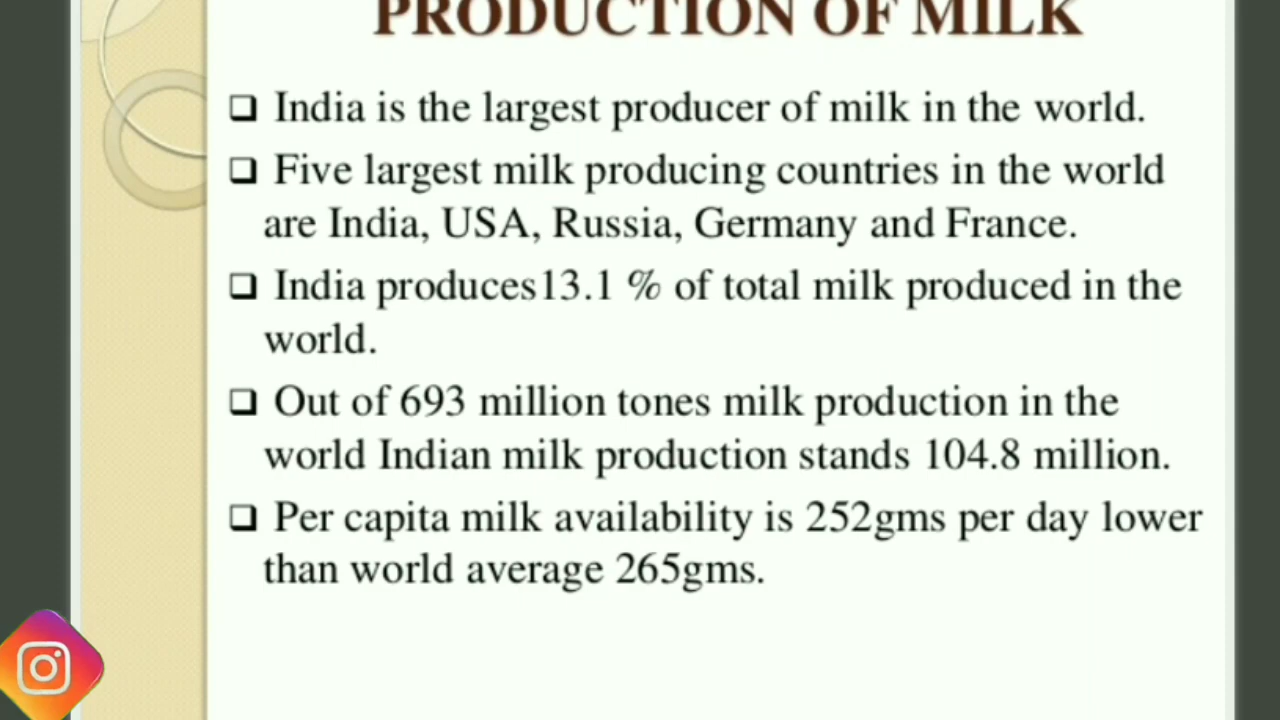 PRODUCTION OF MILK
❑ India is the largest producer of milk in the world.
❑ Five largest milk producing countries in the world
are India, USA, Russia, Germany and France.
❑ India produces13.1 % of total milk produced in the
world.
❑ Out of 693 million tones milk production in the
world Indian milk production stands 104.8 million.
❑ Per capita milk availability is 252gms per day lower
than world average 265gms.